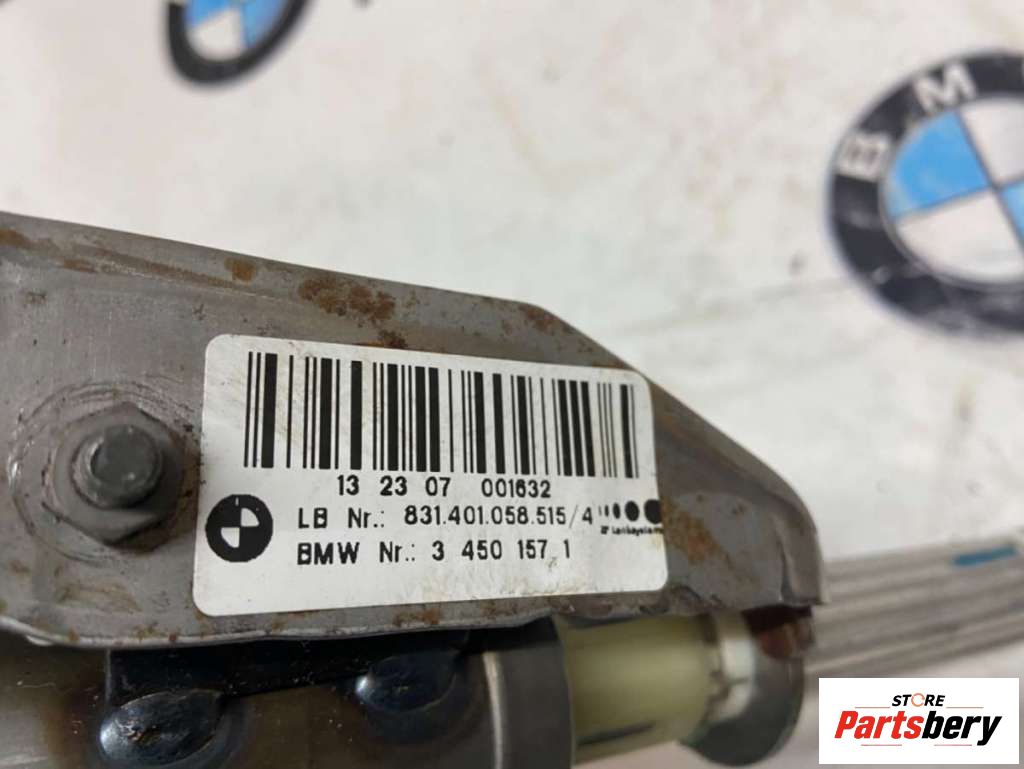 B M
13 23 07 001632
LB Nr.: 831.401.058.515/4
BMW Nr.: 3 450 157 1
STORE
Partsbery